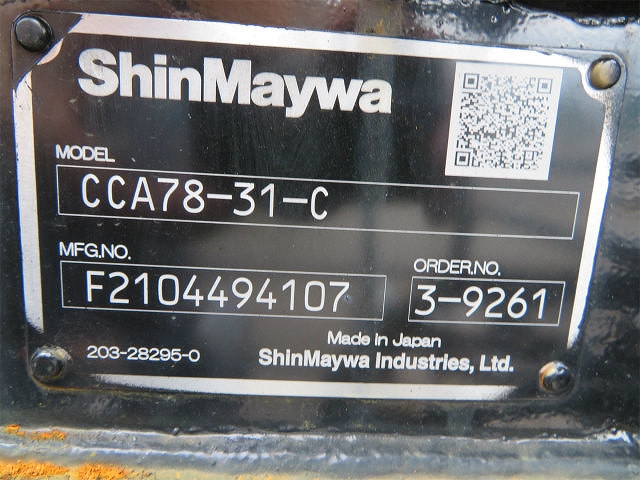 ShinMaywa
MODEL
CCA78-31-C
MFG.NO.
F2104494107
ORDER.NO.
3-9261
203-28295-0
Made in Japan
ShinMaywa Industries, Ltd.